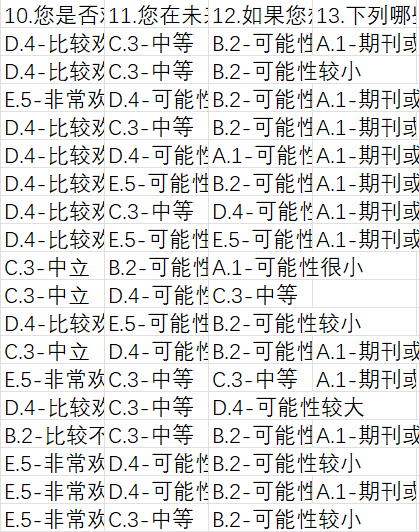 10.您是否 11.您在未 12.如果您 13.下列哪
D.4-比较欢 C.3-中等 B.2-可能性 A.1-期刊或
D.4-比较欢 C.3-中等 B.2-可能性较小
E.5-非常欢 D.4-可能性 B.2-可能性 A.1-期刊或
D.4-比较欢 C.3-中等 B.2-可能性 A.1-期刊或
D.4-比较欢 D.4-可能性 A.1-可能性 A.1-期刊或
D.4-比较欢 E.5-可能性 B.2-可能性 A.1-期刊或
D.4-比较欢 C.3-中等 D.4-可能性 A.1-期刊或
D.4-比较欢 E.5-可能性 E.5-可能性 A.1-期刊或
C.3-中立 B.2-可能性 A.1-可能性很小
C.3-中立 D.4-可能性 C.3-中等
D.4-比较欢 E.5-可能性 B.2-可能性较小
C.3-中立 D.4-可能性 B.2-可能性 A.1-期刊或
E.5-非常欢 C.3-中等 C.3-中等 A.1-期刊或
D.4-比较欢 C.3-中等 D.4-可能性较大
B.2-比较不 C.3-中等 B.2-可能性 A.1-期刊或
E.5-非常欢 D.4-可能性 B.2-可能性较小
E.5-非常欢 D.4-可能性 B.2-可能性 A.1-期刊或
E.5-非常欢 C.3-中等 B.2-可能性较小